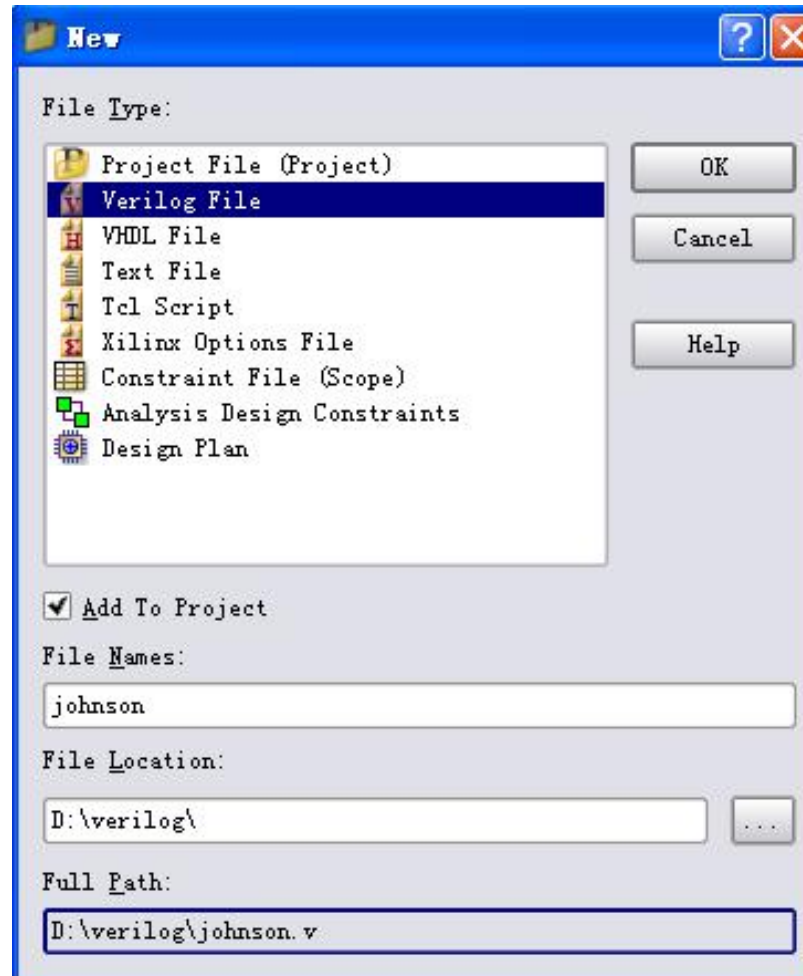 New
File Type:
Project File (Project)
OK
Verilog File
VHDL File
Cancel
Text File
Tcl Script
Xilinx Options File
Help
Constraint File (Scope)
Analysis Design Constraints
Design Plan
Add To Project
File Names:
johnson
File Location:
D:\verilog\
...
Full Path:
D:\verilog\johnson.v